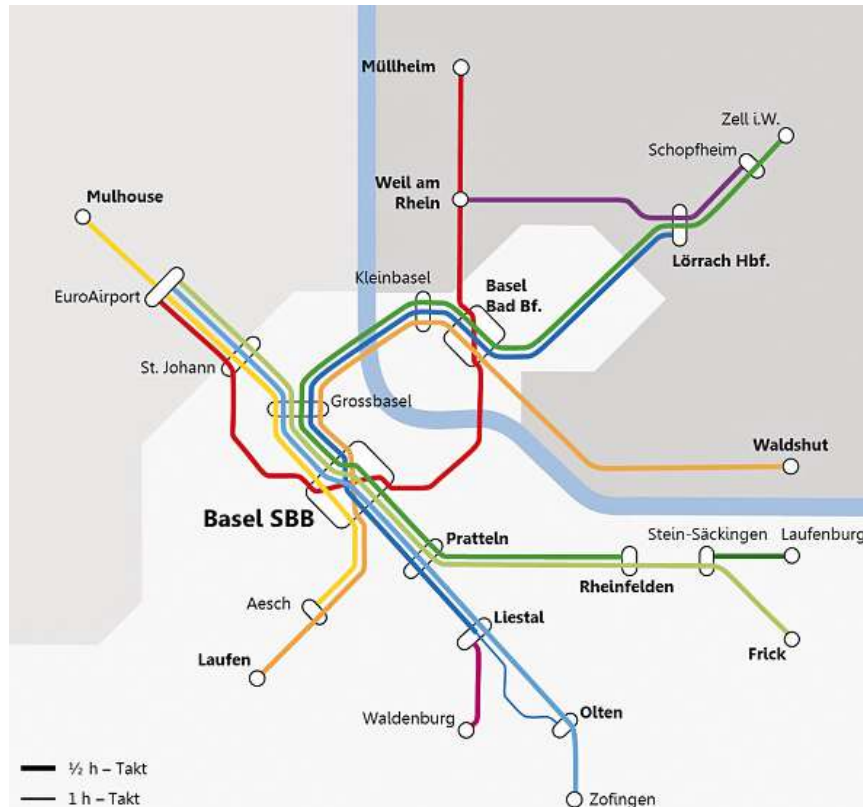 Müllheim
Zell i.W.
Schopfheim
Weil am
Rhein
Mulhouse
Lörrach Hbf.
Kleinbasel
Basel
Bad Bf.
EuroAirport
St. Johann
Grossbasel
Waldshut
Basel SBB
Pratteln
Stein-Säckingen
Laufenburg
Rheinfelden
Aesch
Liestal
Frick
Laufen
Waldenburg
Olten
½ h – Takt
1 h – Takt
Zofingen